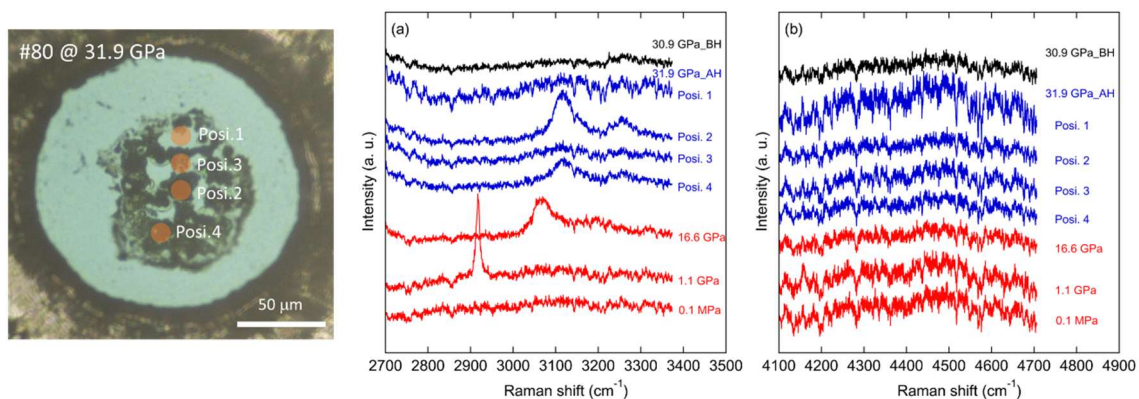 #80 @ 31.9 GPa
Posi.1
Posi.3
Posi.2
Posi.4
50 μm
(a)
30.9 GPa_BH
31.9 GPa_AH
Posi. 1
Posi. 2
Posi. 3
Posi. 4
16.6 GPa
1.1 GPa
0.1 MPa
Intensity (a. u.)
2700 2800 2900 3000 3100 3200 3300 3400 3500
Raman shift (cm⁻¹)
(b)
30.9 GPa_BH
31.9 GPa_AH
Posi. 1
Posi. 2
Posi. 3
Posi. 4
16.6 GPa
1.1 GPa
0.1 MPa
Intensity (a. u.)
4100 4200 4300 4400 4500 4600 4700 4800 4900
Raman shift (cm⁻¹)